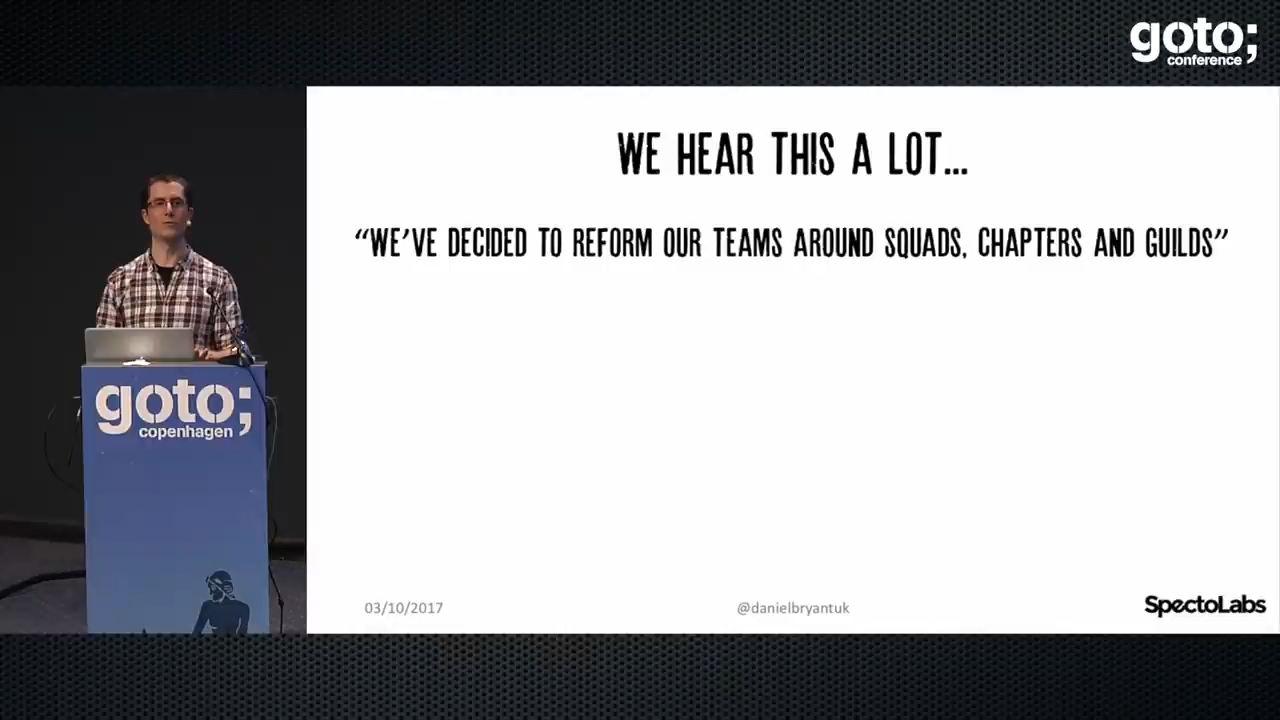 goto;
conference
WE HEAR THIS A LOT...
“WE’VE DECIDED TO REFORM OUR TEAMS AROUND SQUADS, CHAPTERS AND GUILDS”
goto;
copenhagen
03/10/2017
@danielbryantuk
SpectoLabs